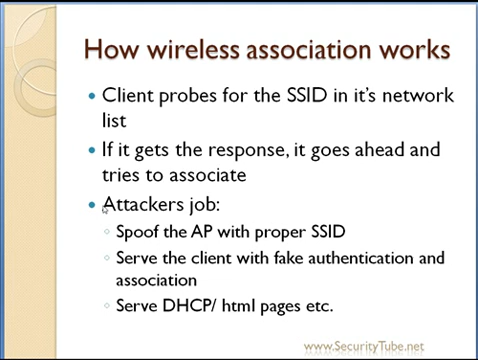 How wireless association works
Client probes for the SSID in it's network
list
If it gets the response, it goes ahead and
tries to associate
Attackers job:
Spoof the AP with proper SSID
Serve the client with fake authentication and
association
Serve DHCP/ html pages etc.
www.SecurityTube.net